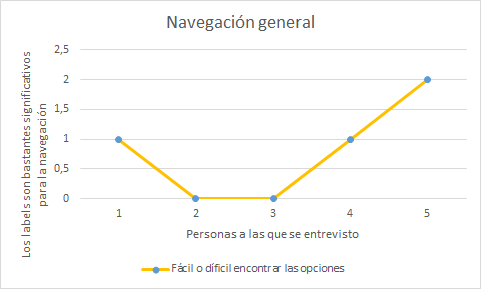 Navegación general
Los labels son bastantes significativos
para la navegación
2,5
2
1,5
1
0,5
0
1 2 3 4 5
Personas a las que se entrevisto
Fácil o díficil encontrar las opciones